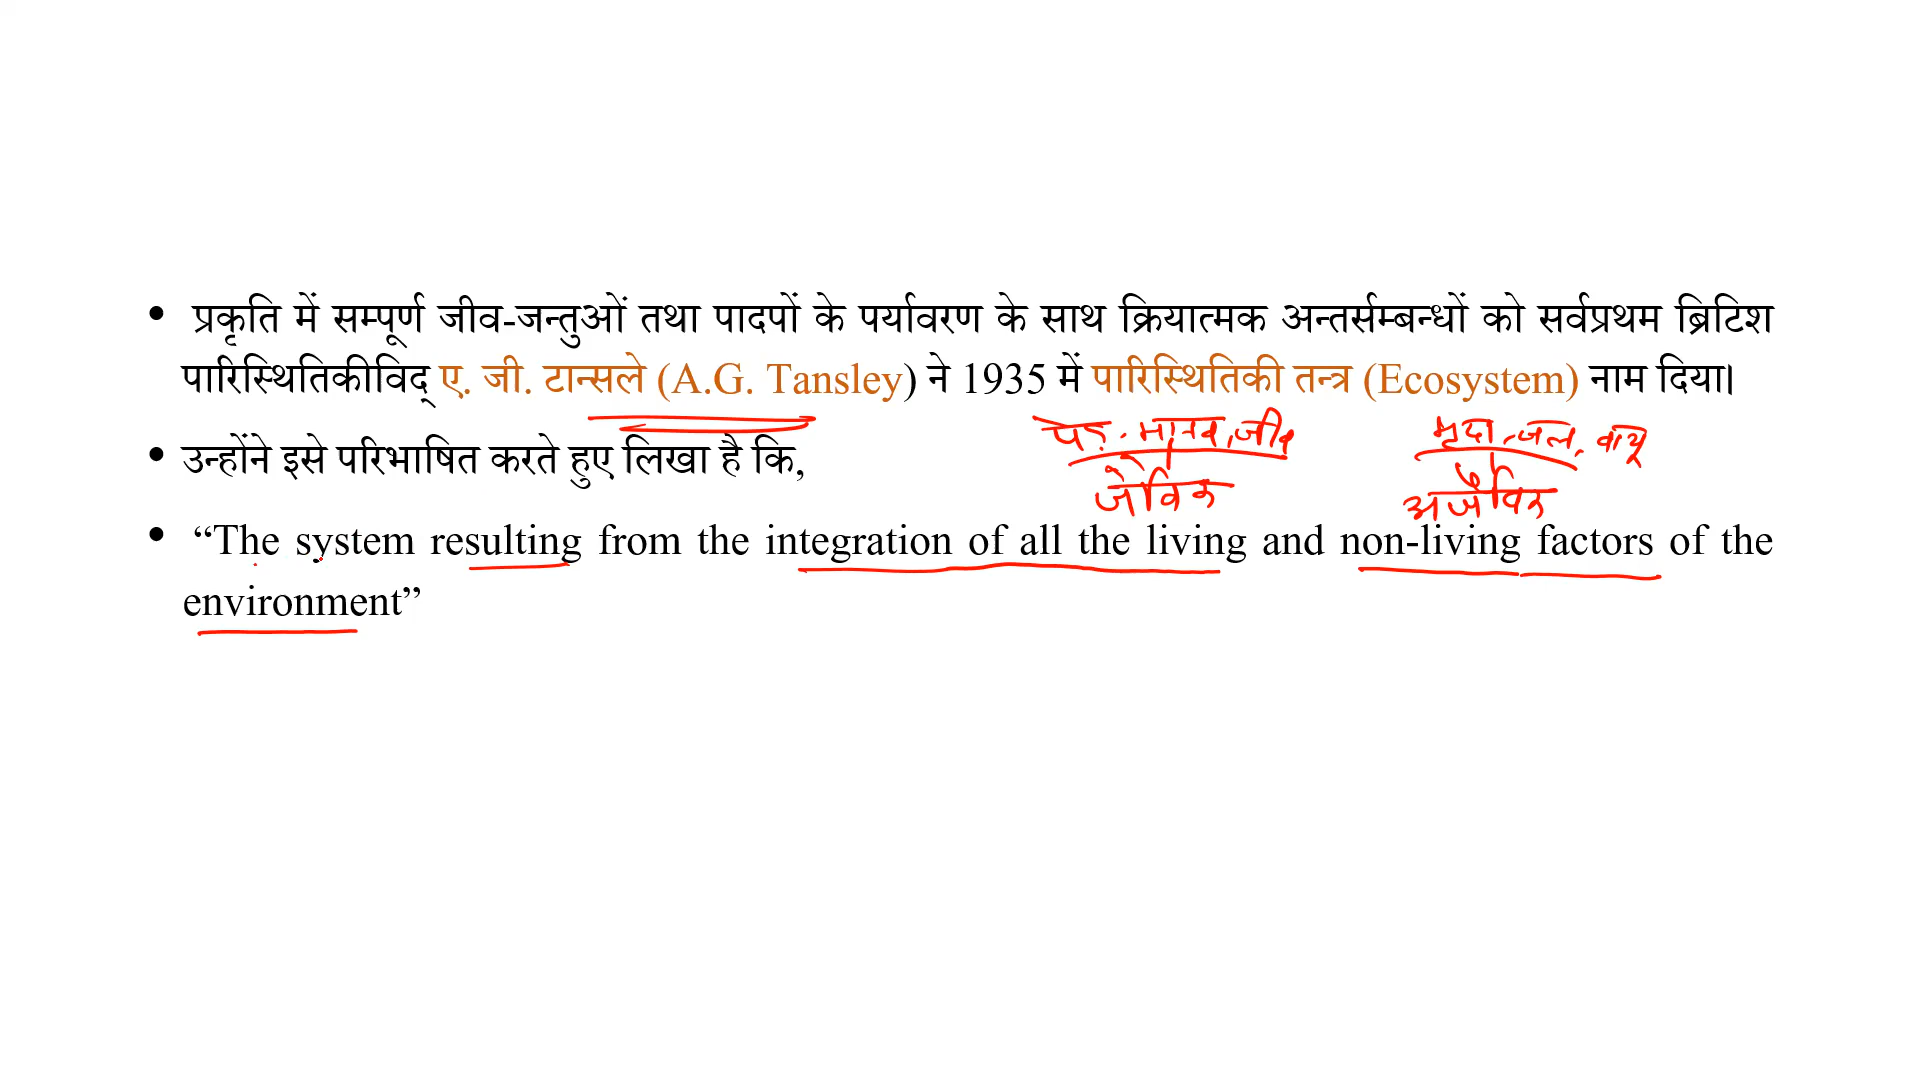 • प्रकृति में सम्पूर्ण जीव-जन्तुओं तथा पादपों के पर्यावरण के साथ क्रियात्मक अन्तर्सम्बन्धों को सर्वप्रथम ब्रिटिश
पारिस्थितिकीविद् ए. जी. टान्सले (A.G. Tansley) ने 1935 में पारिस्थितिकी तन्त्र (Ecosystem) नाम दिया।
पेड़, मानव, जीव मृदा, जल, वायु
• उन्होंने इसे परिभाषित करते हुए लिखा है कि,
जैविक अजैविक
• “The system resulting from the integration of all the living and non-living factors of the
environment”